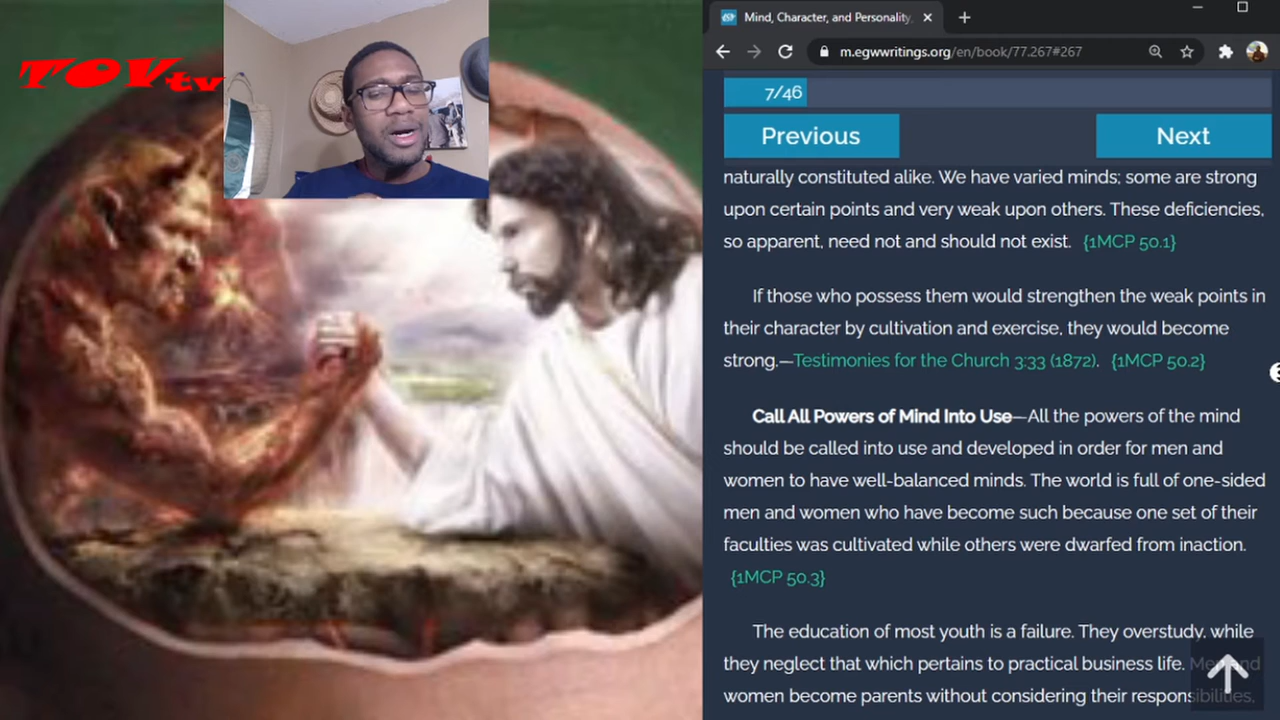 TOVtv
Mind, Character, and Personality,
m.egwwritings.org/en/book/77.267#267
7/46
Previous
Next
naturally constituted alike. We have varied minds; some are strong
upon certain points and very weak upon others. These deficiencies,
so apparent, need not and should not exist. {1MCP 50.1}
If those who possess them would strengthen the weak points in
their character by cultivation and exercise, they would become
strong.—Testimonies for the Church 3:33 (1872). {1MCP 50.2}
Call All Powers of Mind Into Use—All the powers of the mind
should be called into use and developed in order for men and
women to have well-balanced minds. The world is full of one-sided
men and women who have become such because one set of their
faculties was cultivated while others were dwarfed from inaction.
{1MCP 50.3}
The education of most youth is a failure. They overstudy, while
they neglect that which pertains to practical business life. Men and
women become parents without considering their responsibilities.